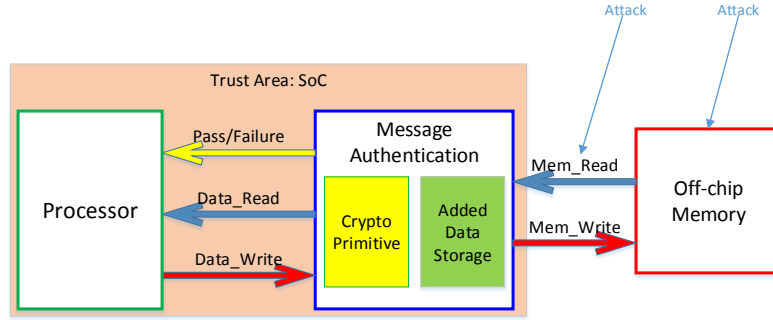 Attack
Attack
Trust Area: SoC
Pass/Failure
Message
Authentication
Mem_Read
Off-chip
Memory
Processor
Data_Read
Crypto
Primitive
Added
Data
Storage
Mem_Write
Data_Write